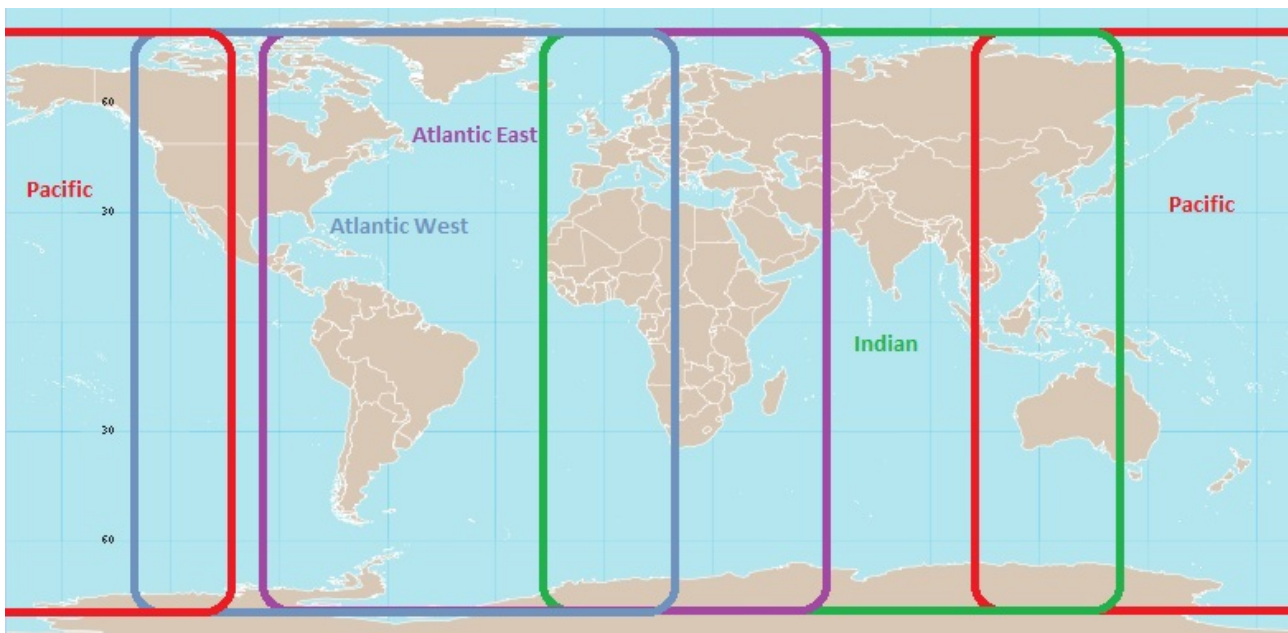 60
Atlantic East
Pacific
30
Pacific
Atlantic West
Indian
30
60